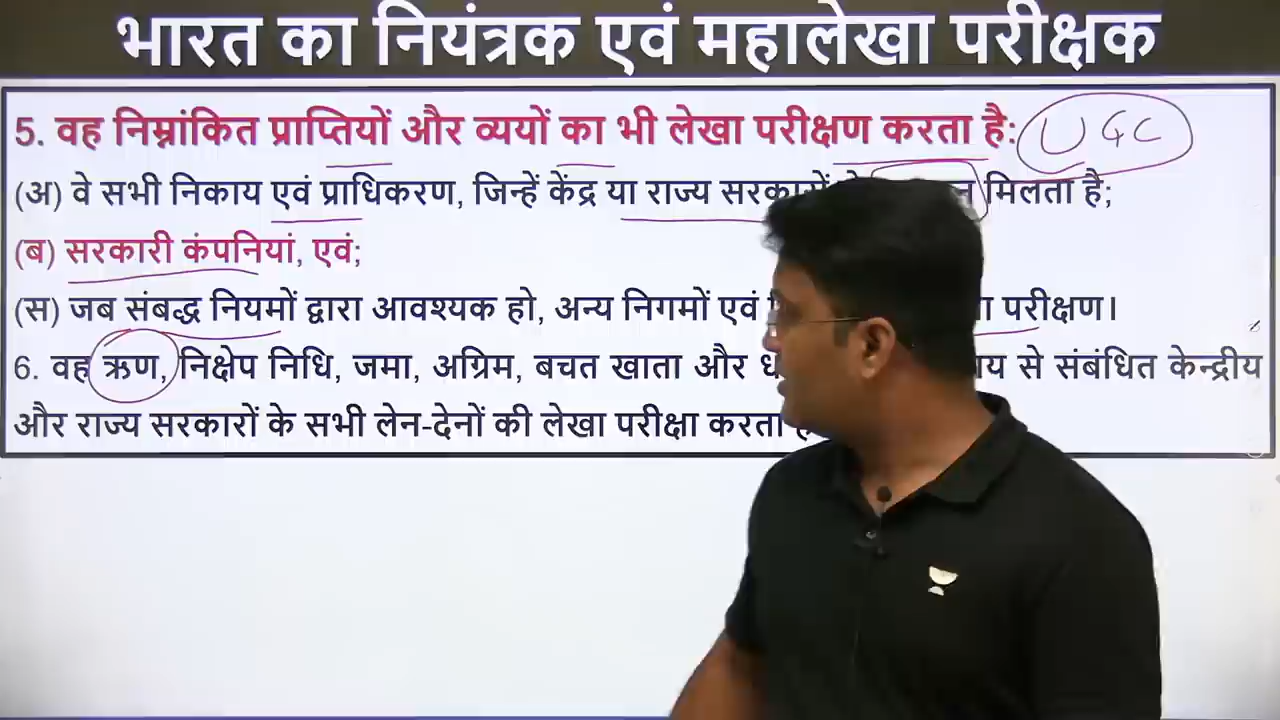 भारत का नियंत्रक एवं महालेखा परीक्षक
5. वह निम्नांकित प्राप्तियों और व्ययों का भी लेखा परीक्षण करता है: UGC
(अ) वे सभी निकाय एवं प्राधिकरण, जिन्हें केंद्र या राज्य सरकारों मिलता है;
(ब) सरकारी कंपनियां, एवं;
(स) जब संबद्ध नियमों द्वारा आवश्यक हो, अन्य निगमों एवं परीक्षण।
6. वह ऋण, निक्षेप निधि, जमा, अग्रिम, बचत खाता और से संबंधित केन्द्रीय
और राज्य सरकारों के सभी लेन-देनों की लेखा परीक्षा करता